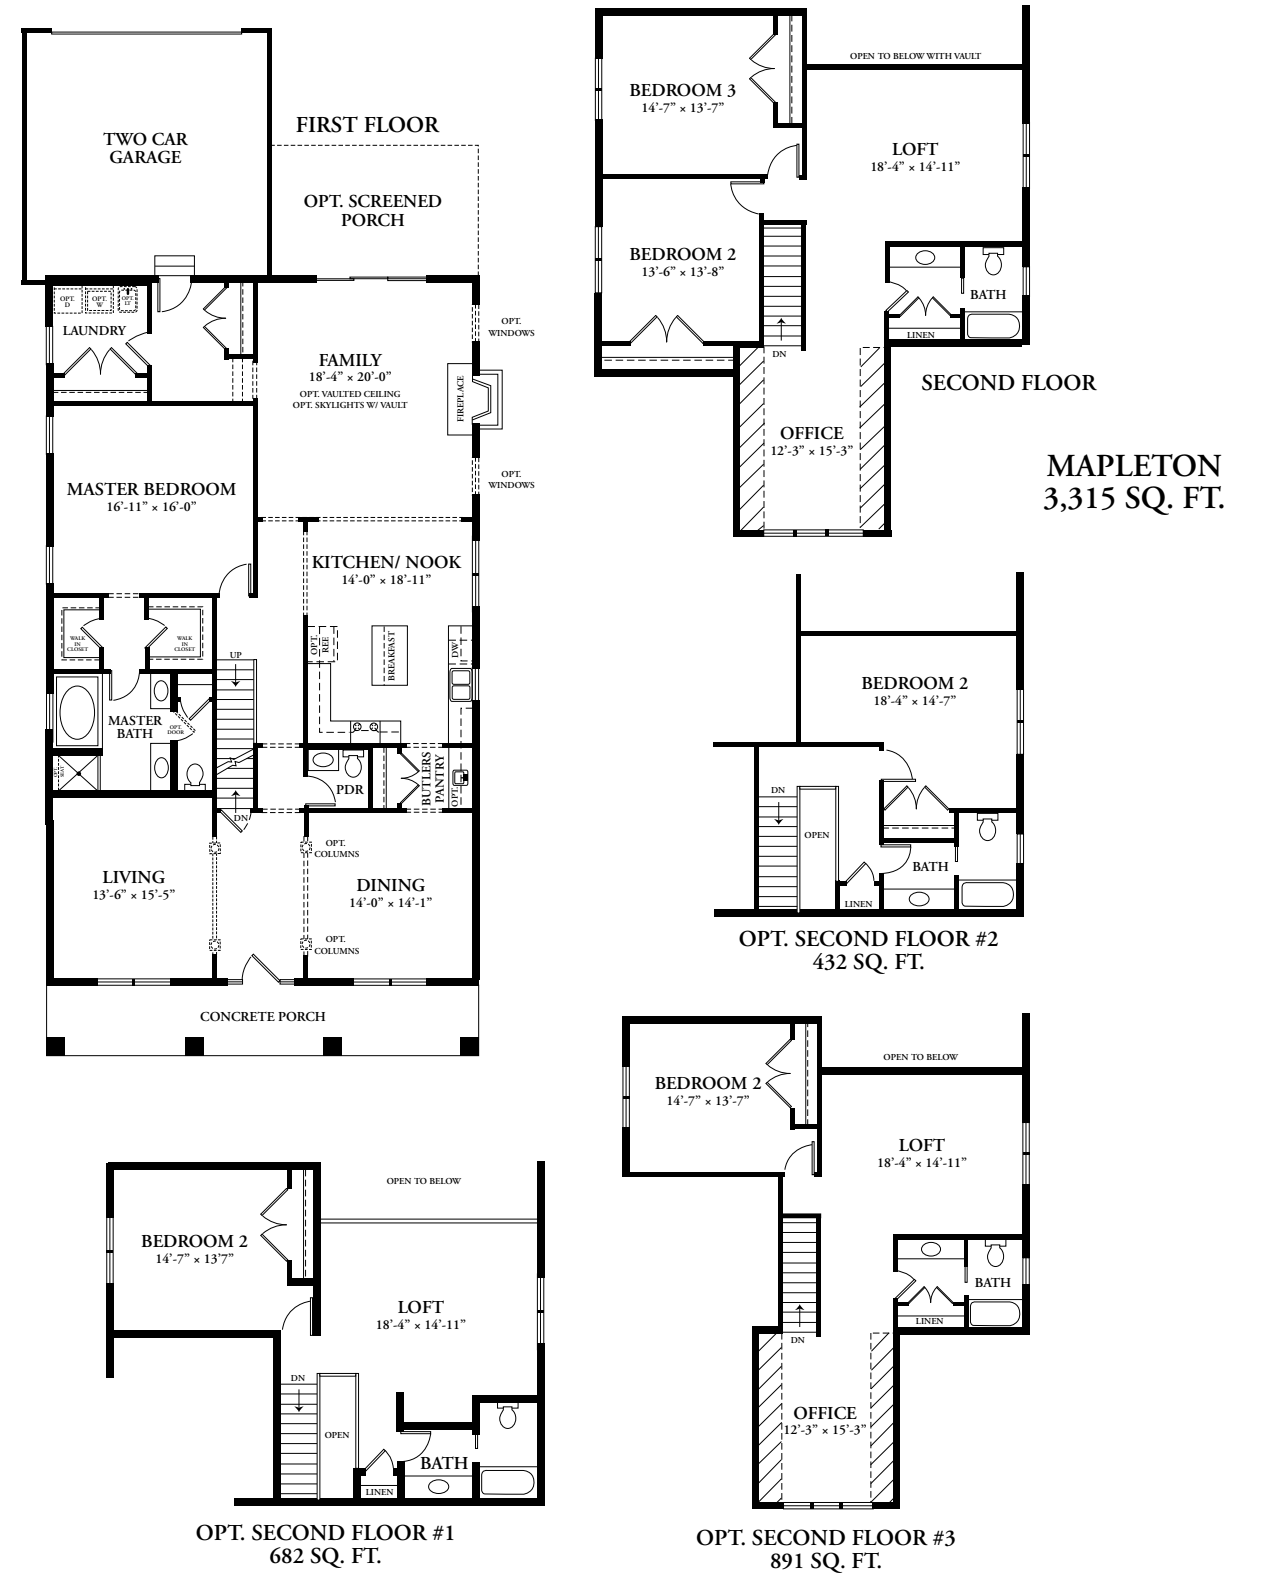 FIRST FLOOR
TWO CAR
GARAGE
OPT. SCREENED
PORCH
OPT.
D
OPT.
W
OPT.
LT
LAUNDRY
OPT.
WINDOWS
FAMILY
18'-4" × 20'-0"
OPT. VAULTED CEILING
OPT. SKYLIGHTS W/ VAULT
FIREPLACE
OPT.
WINDOWS
MASTER BEDROOM
16'-11" × 16'-0"
KITCHEN/ NOOK
14'-0" × 18'-11"
WALK
IN
CLOSET
WALK
IN
CLOSET
OPT.
REF.
BREAKFAST
DW
UP
MASTER
BATH
OPT.
DOOR
OPT.
SEAT
PDR
BUTLERS
PANTRY
OPT.
DN
OPT.
COLUMNS
LIVING
13'-6" × 15'-5"
DINING
14'-0" × 14'-1"
OPT.
COLUMNS
CONCRETE PORCH
BEDROOM 3
14'-7" × 13'-7"
OPEN TO BELOW WITH VAULT
LOFT
18'-4" × 14'-11"
BEDROOM 2
13'-6" × 13'-8"
BATH
LINEN
DN
SECOND FLOOR
OFFICE
12'-3" × 15'-3"
MAPLETON
3,315 SQ. FT.
BEDROOM 2
18'-4" × 14'-7"
DN
OPEN
BATH
LINEN
OPT. SECOND FLOOR #2
432 SQ. FT.
BEDROOM 2
14'-7" × 13'-7"
OPEN TO BELOW
LOFT
18'-4" × 14'-11"
BATH
LINEN
DN
OFFICE
12'-3" × 15'-3"
OPT. SECOND FLOOR #3
891 SQ. FT.
OPEN TO BELOW
BEDROOM 2
14'-7" × 13'7"
LOFT
18'-4" × 14'-11"
DN
OPEN
BATH
LINEN
OPT. SECOND FLOOR #1
682 SQ. FT.